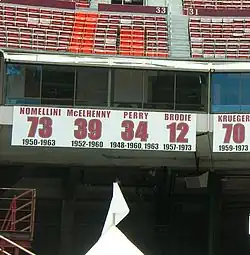 33
NOMELLINI McELHENNY PERRY BRODIE KRUEGER
73 39 34 12 70
1950-1963 1952-1960 1948-1960, 1963 1957-1973 1959-1973